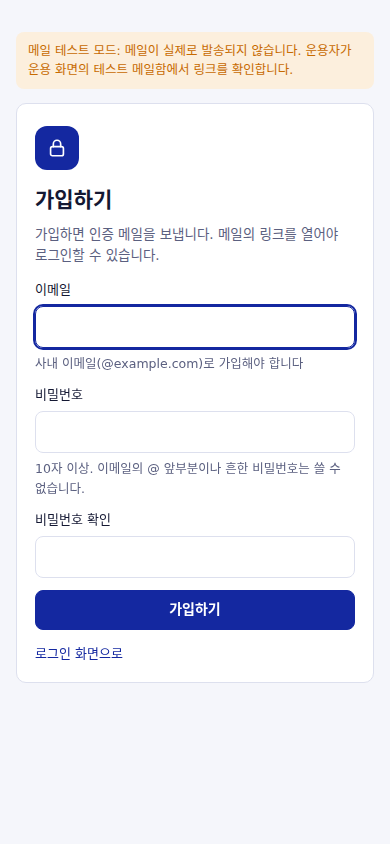 메일 테스트 모드: 메일이 실제로 발송되지 않습니다. 운용자가
운용 화면의 테스트 메일함에서 링크를 확인합니다.
가입하기
가입하면 인증 메일을 보냅니다. 메일의 링크를 열어야
로그인할 수 있습니다.
이메일
사내 이메일(@example.com)로 가입해야 합니다
비밀번호
10자 이상. 이메일의 @ 앞부분이나 흔한 비밀번호는 쓸 수
없습니다.
비밀번호 확인
가입하기
로그인 화면으로